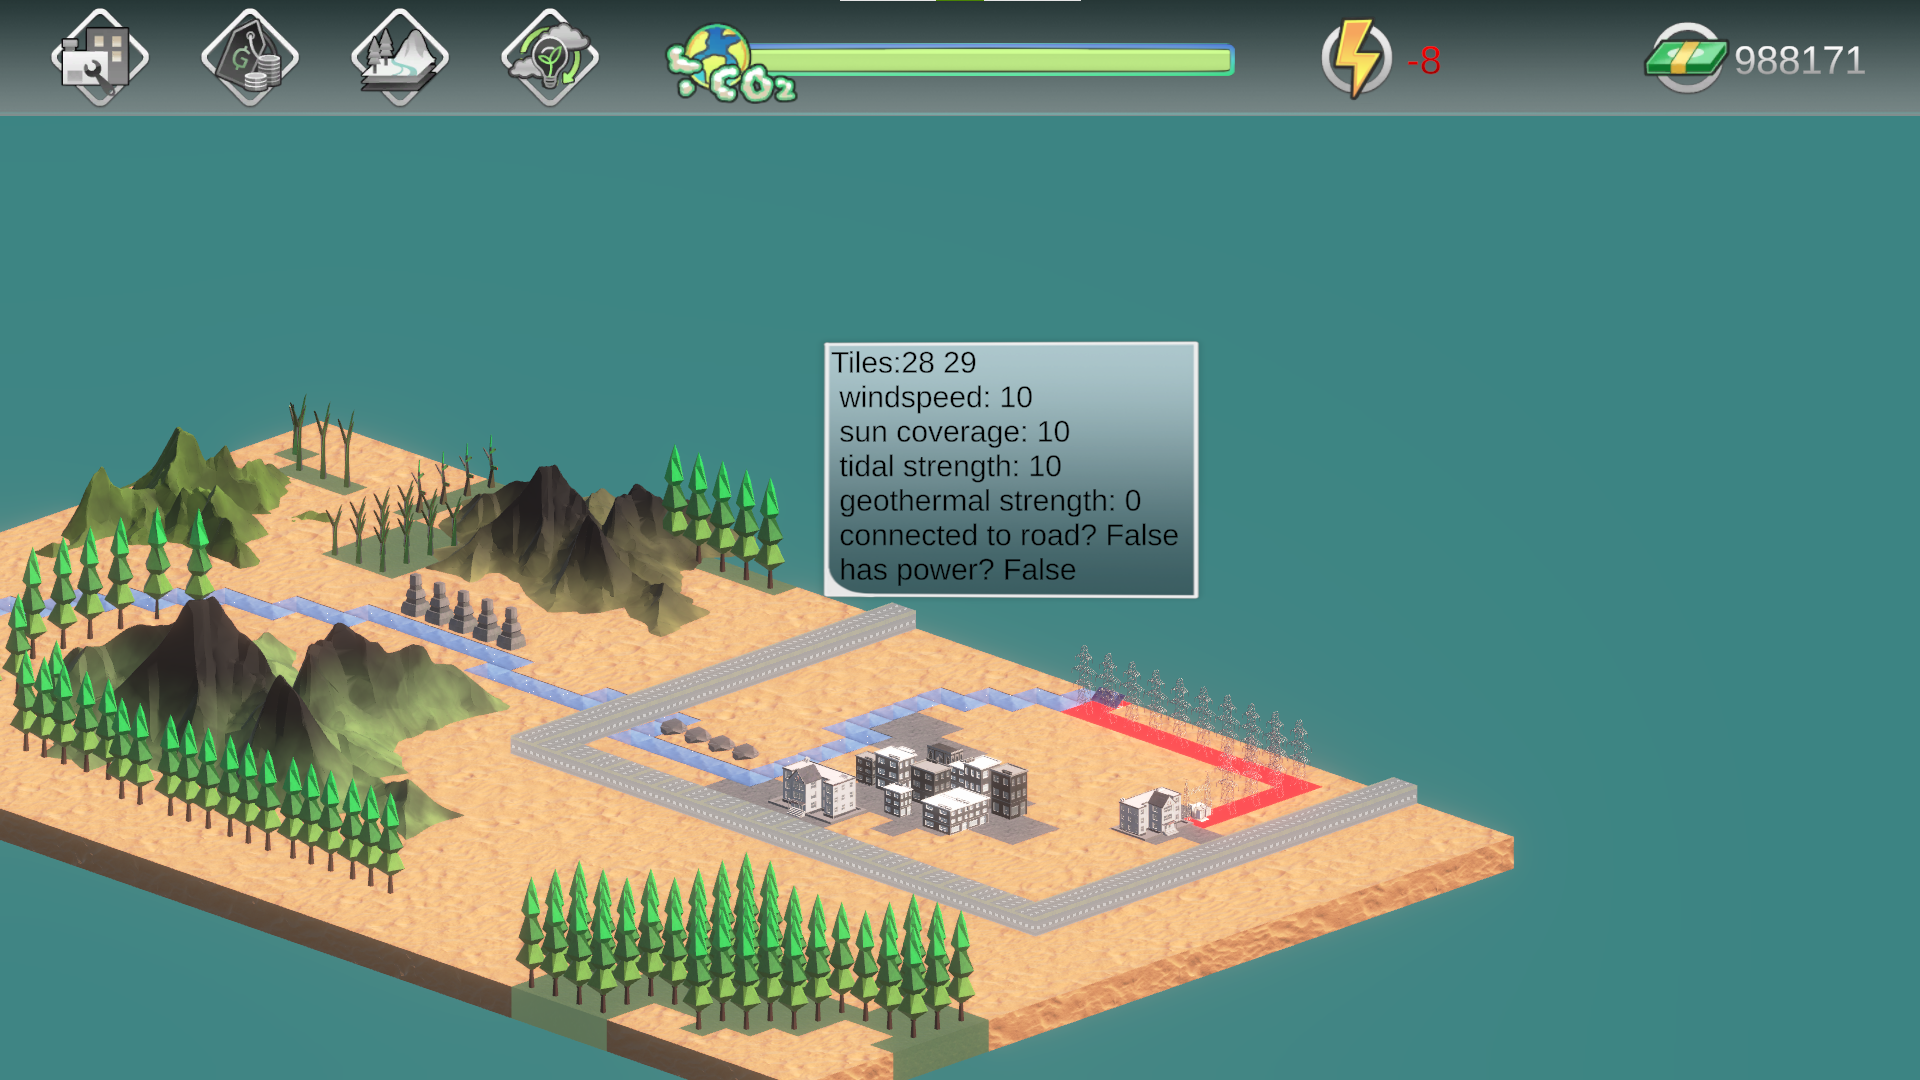 CO2
-8
988171
Tiles:28 29
windspeed: 10
sun coverage: 10
tidal strength: 10
geothermal strength: 0
connected to road? False
has power? False